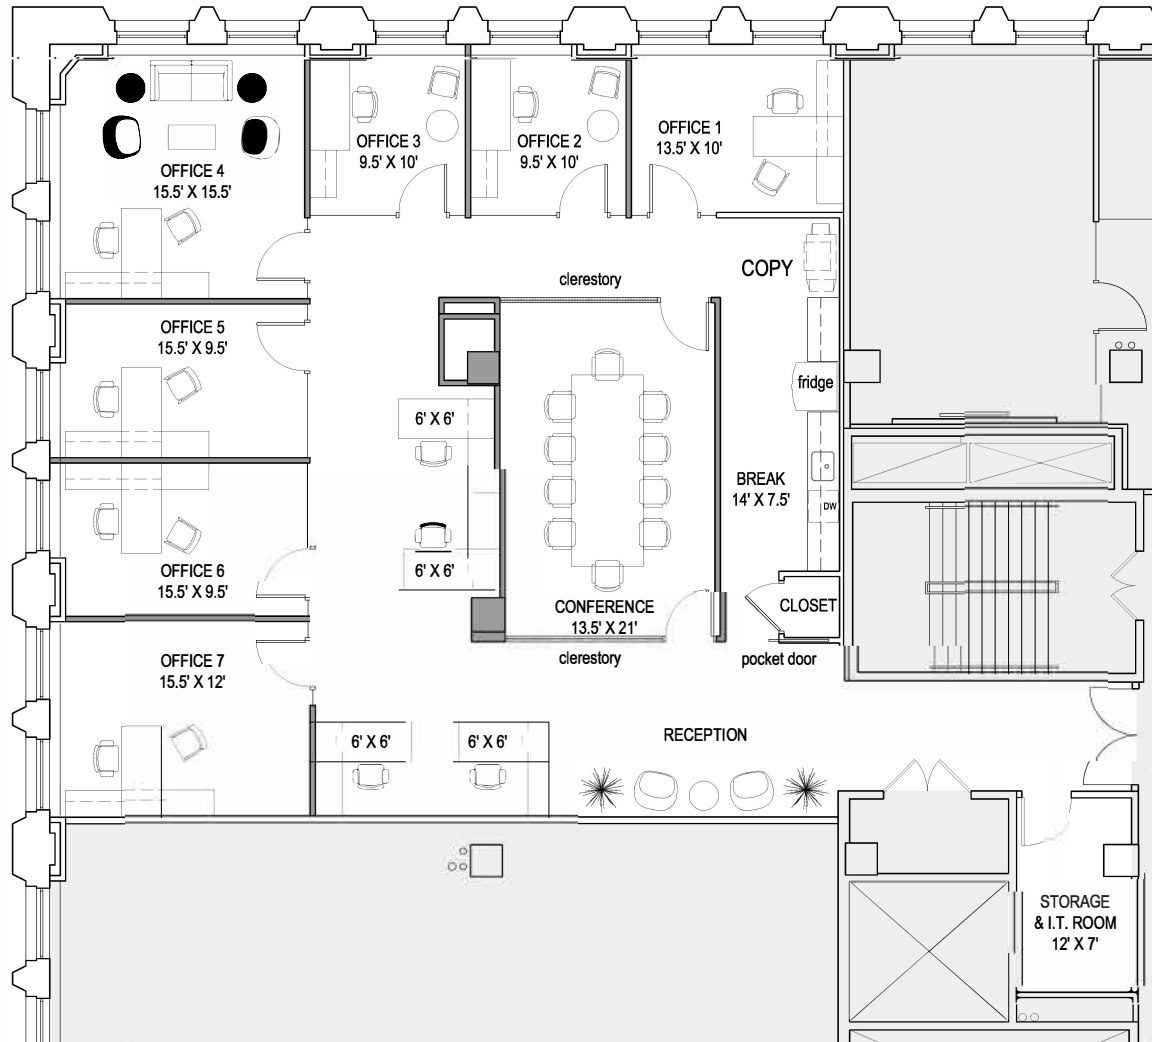 OFFICE 4
15.5' X 15.5'
OFFICE 3
9.5' X 10'
OFFICE 2
9.5' X 10'
OFFICE 1
13.5' X 10'
COPY
clerestory
OFFICE 5
15.5' X 9.5'
fridge
6' X 6'
BREAK
14' X 7.5'
DW
6' X 6'
OFFICE 6
15.5' X 9.5'
CONFERENCE
13.5' X 21'
CLOSET
clerestory
pocket door
OFFICE 7
15.5' X 12'
6' X 6'
6' X 6'
RECEPTION
STORAGE
& I.T. ROOM
12' X 7'